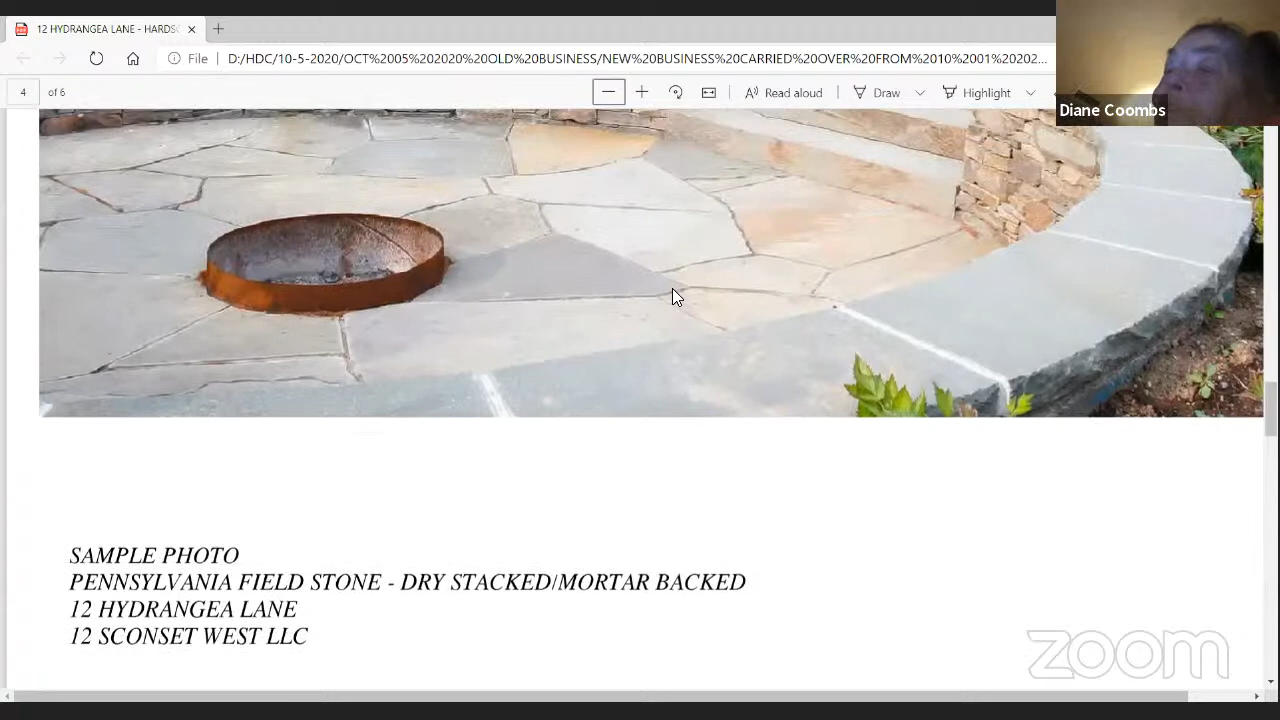 12 HYDRANGEA LANE - HARDS
File D:/HDC/10-5-2020/OCT%2005%202020%20OLD%20BUSINESS/NEW%20BUSINESS%20CARRIED%20OVER%20FROM%2010%2001%20202...
4 of 6
Read aloud
Draw
Highlight
Diane Coombs
SAMPLE PHOTO
PENNSYLVANIA FIELD STONE - DRY STACKED/MORTAR BACKED
12 HYDRANGEA LANE
12 SCONSET WEST LLC
zoom